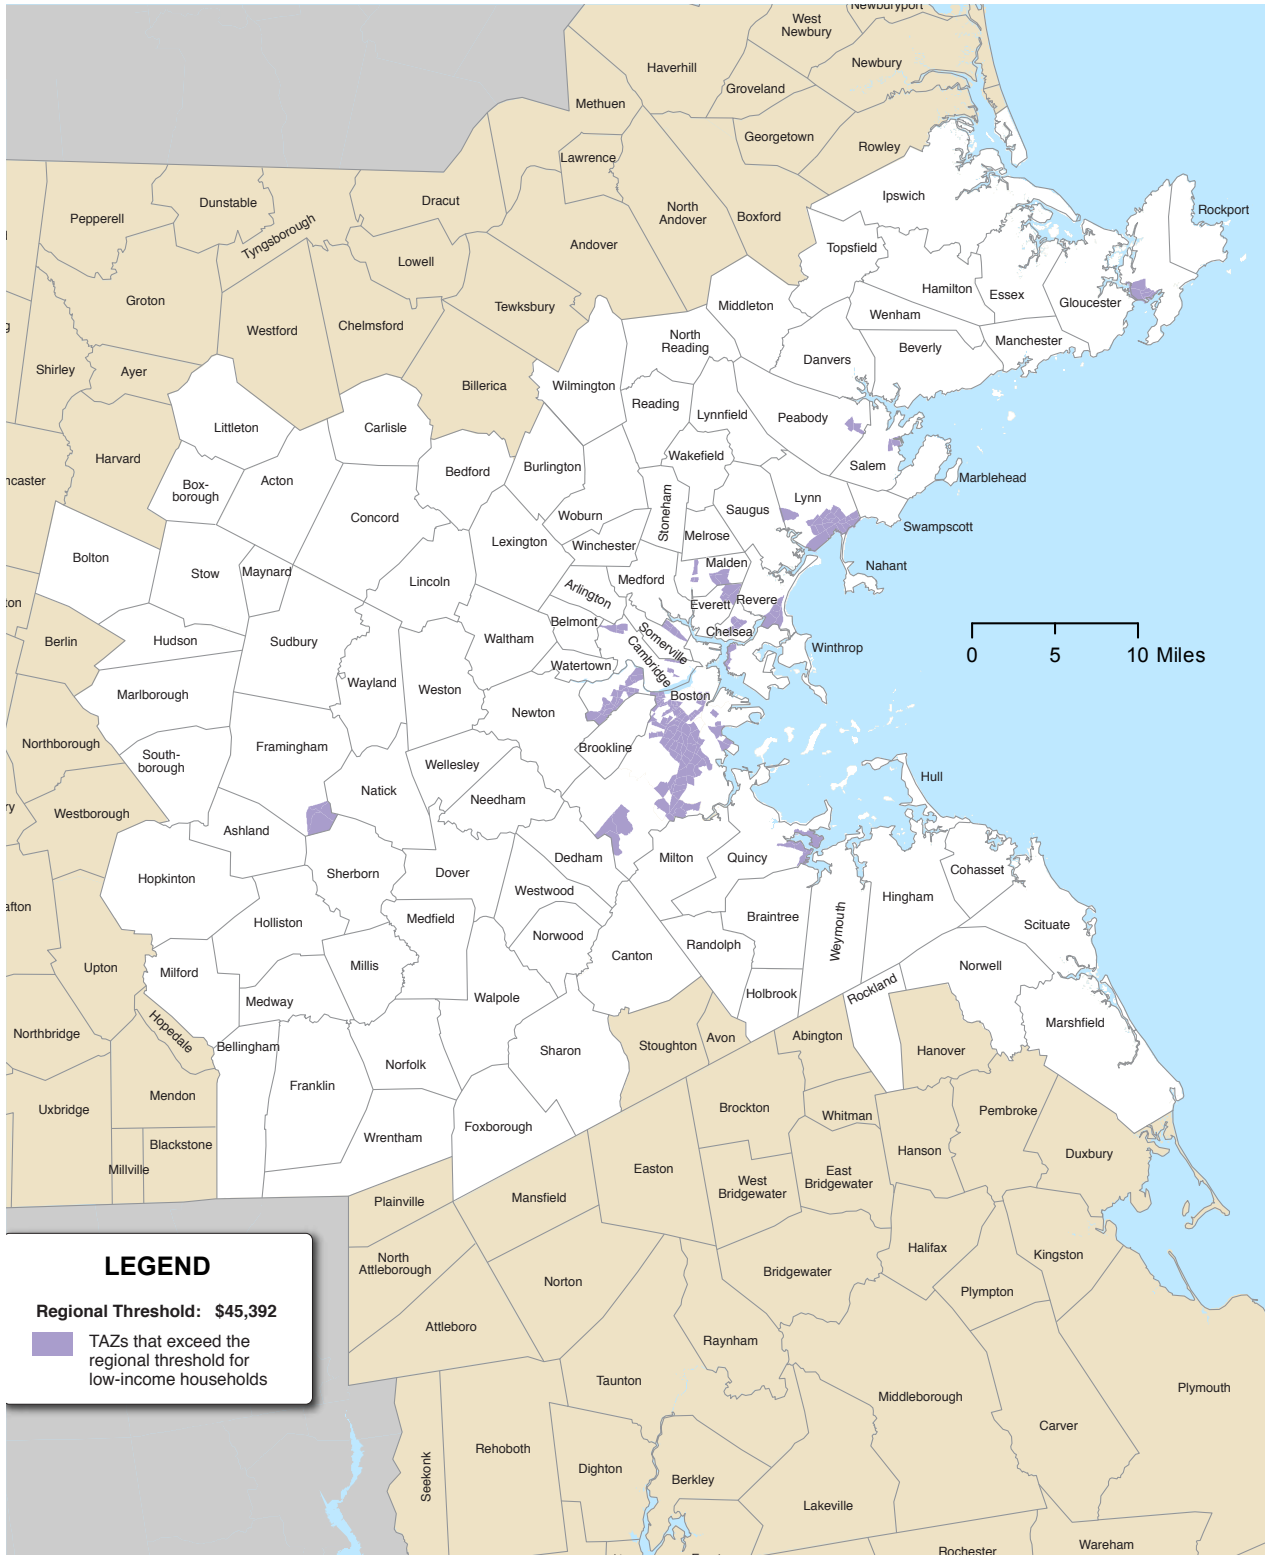 Newburyport
West
Newbury
Haverhill
Newbury
Groveland
Methuen
Georgetown
Rowley
Lawrence
Ipswich
Dunstable
Dracut
North
Andover
Boxford
Rockport
Pepperell
Tyngsborough
Andover
Topsfield
Lowell
Hamilton
Essex
Gloucester
Groton
Tewksbury
Middleton
Wenham
Westford
Chelmsford
North
Reading
Manchester
Beverly
Danvers
Shirley
Ayer
Billerica
Wilmington
Reading
Lynnfield
Peabody
Littleton
Carlisle
Harvard
Wakefield
Salem
Burlington
Bedford
Marblehead
ncaster
Box-
borough
Acton
Stoneham
Lynn
Saugus
Concord
Woburn
Swampscott
Melrose
Lexington
Winchester
Bolton
Stow
Maynard
Malden
Nahant
Lincoln
Medford
Arlington
ton
Everett
Revere
Belmont
Chelsea
Berlin
Hudson
Sudbury
Waltham
Somerville
Winthrop
Watertown
Cambridge
0 5 10 Miles
Marlborough
Wayland
Weston
Boston
Newton
Northborough
Framingham
Brookline
South-
borough
Wellesley
Hull
Natick
Needham
ry
Westborough
Ashland
Dedham
Milton
Quincy
Hopkinton
Sherborn
Dover
Cohasset
Westwood
Hingham
afton
Medfield
Braintree
Weymouth
Holliston
Scituate
Norwood
Randolph
Canton
Upton
Milford
Millis
Norwell
Rockland
Holbrook
Medway
Walpole
Northbridge
Hopedale
Marshfield
Bellingham
Stoughton
Avon
Abington
Sharon
Hanover
Norfolk
Franklin
Mendon
Uxbridge
Brockton
Whitman
Pembroke
Foxborough
Wrentham
Blackstone
Hanson
Duxbury
Millville
Easton
West
Bridgewater
East
Bridgewater
Plainville
Mansfield
Halifax
Kingston
LEGEND
North
Attleborough
Norton
Bridgewater
Plympton
Regional Threshold: $45,392
Attleboro
TAZs that exceed the
regional threshold for
low-income households
Raynham
Taunton
Plymouth
Middleborough
Carver
Rehoboth
Seekonk
Dighton
Berkley
Lakeville
Wareham
Rochester